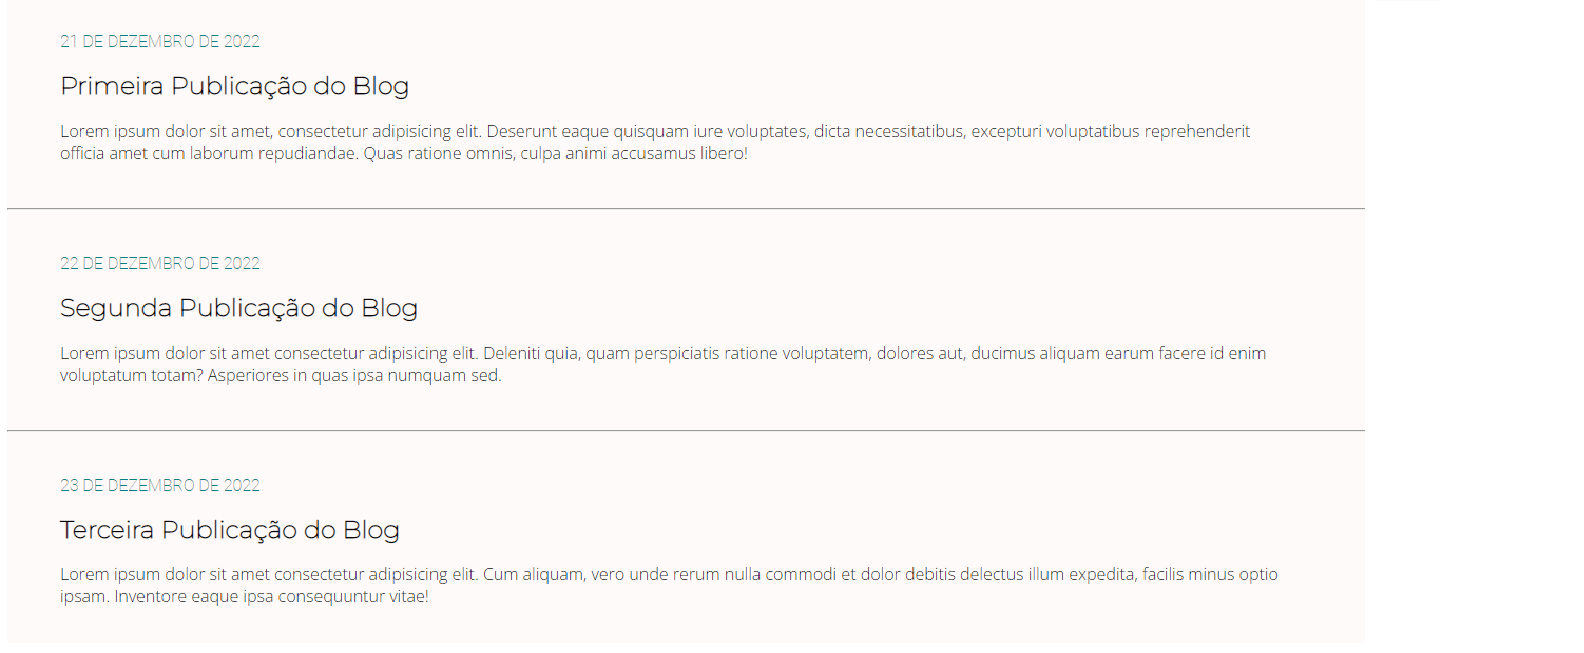 21 DE DEZEMBRO DE 2022
Primeira Publicação do Blog
Lorem ipsum dolor sit amet, consectetur adipisicing elit. Deserunt eaque quisquam iure voluptates, dicta necessitatibus, excepturi voluptatibus reprehenderit
officia amet cum laborum repudiandae. Quas ratione omnis, culpa animi accusamus libero!
22 DE DEZEMBRO DE 2022
Segunda Publicação do Blog
Lorem ipsum dolor sit amet consectetur adipisicing elit. Deleniti quia, quam perspiciatis ratione voluptatem, dolores aut, ducimus aliquam earum facere id enim
voluptatum totam? Asperiores in quas ipsa numquam sed.
23 DE DEZEMBRO DE 2022
Terceira Publicação do Blog
Lorem ipsum dolor sit amet consectetur adipisicing elit. Cum aliquam, vero unde rerum nulla commodi et dolor debitis delectus illum expedita, facilis minus optio
ipsam. Inventore eaque ipsa consequuntur vitae!